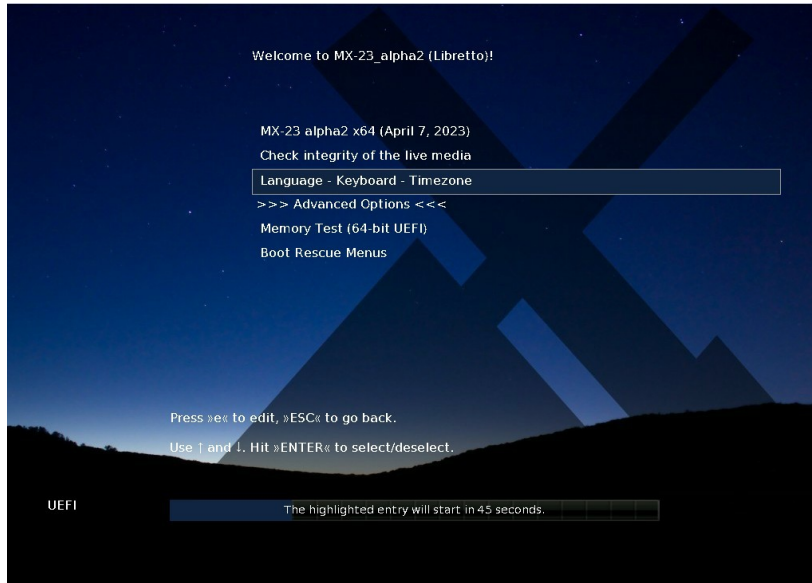 Welcome to MX-23_alpha2 (Libretto)!
MX-23 alpha2 x64 (April 7, 2023)
Check integrity of the live media
Language - Keyboard - Timezone
>>> Advanced Options <<<
Memory Test (64-bit UEFI)
Boot Rescue Menus
Press »e« to edit, »ESC« to go back.
Use ↑ and ↓. Hit »ENTER« to select/deselect.
UEFI
The highlighted entry will start in 45 seconds.